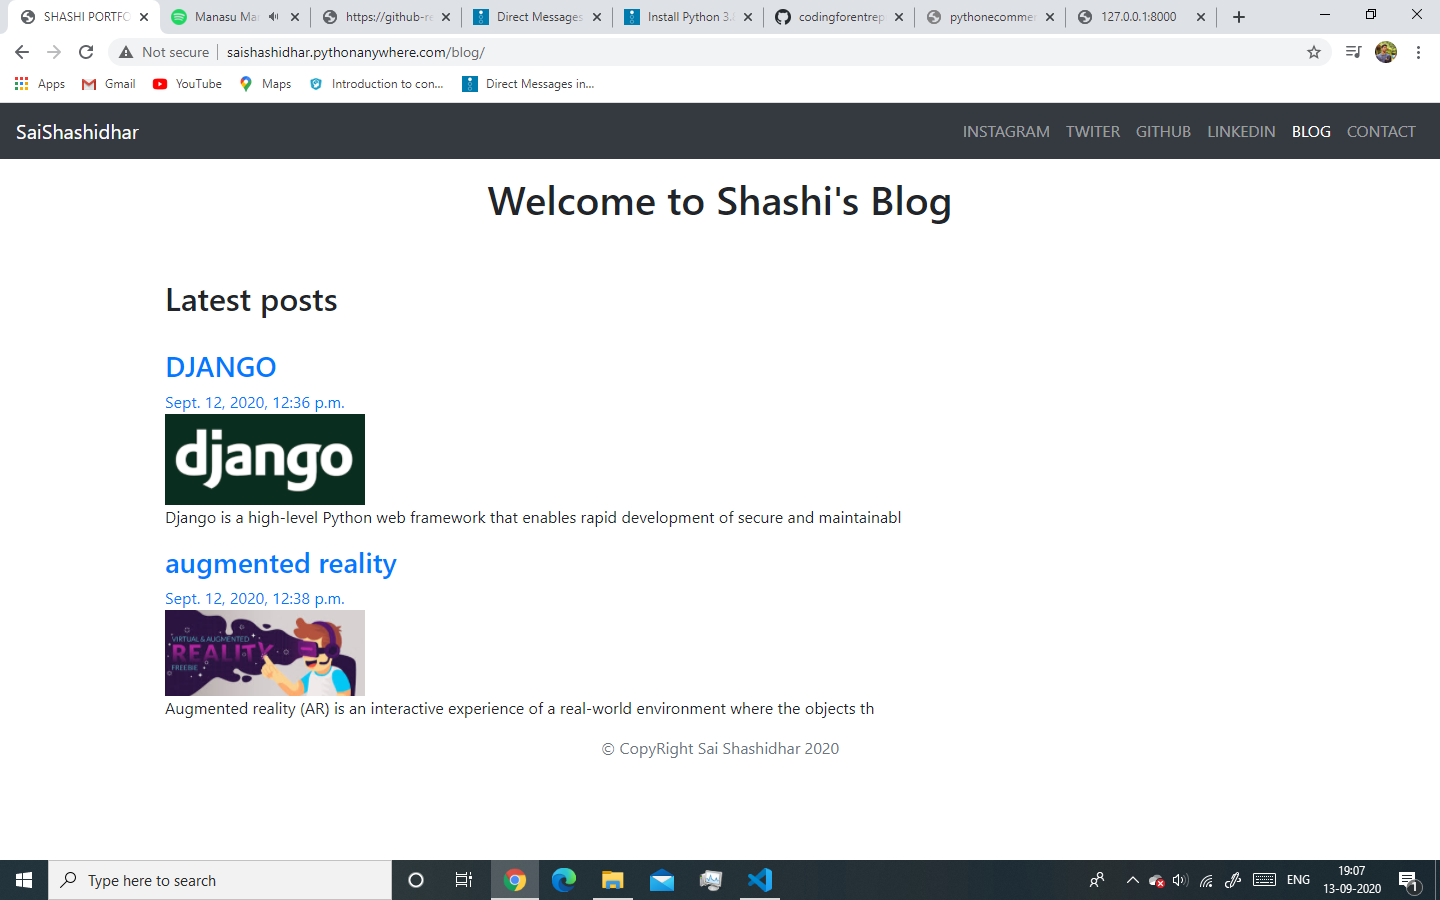 SHASHI PORTFO
Manasu Ma
https://github-re
Direct Messages
Install Python 3.
codingforentrep
pythonecommer
127.0.0.1:8000
Not secure
saishashidhar.pythonanywhere.com/blog/
Apps
Gmail
YouTube
Maps
Introduction to con...
Direct Messages in...
SaiShashidhar
INSTAGRAM
TWITER
GITHUB
LINKEDIN
BLOG
CONTACT
Welcome to Shashi's Blog
Latest posts
DJANGO
Sept. 12, 2020, 12:36 p.m.
django
Django is a high-level Python web framework that enables rapid development of secure and maintainabl
augmented reality
Sept. 12, 2020, 12:38 p.m.
VIRTUAL & AUGMENTED
REALITY
FREEBIE
Augmented reality (AR) is an interactive experience of a real-world environment where the objects th
© CopyRight Sai Shashidhar 2020
Type here to search
ENG
19:07
13-09-2020
1